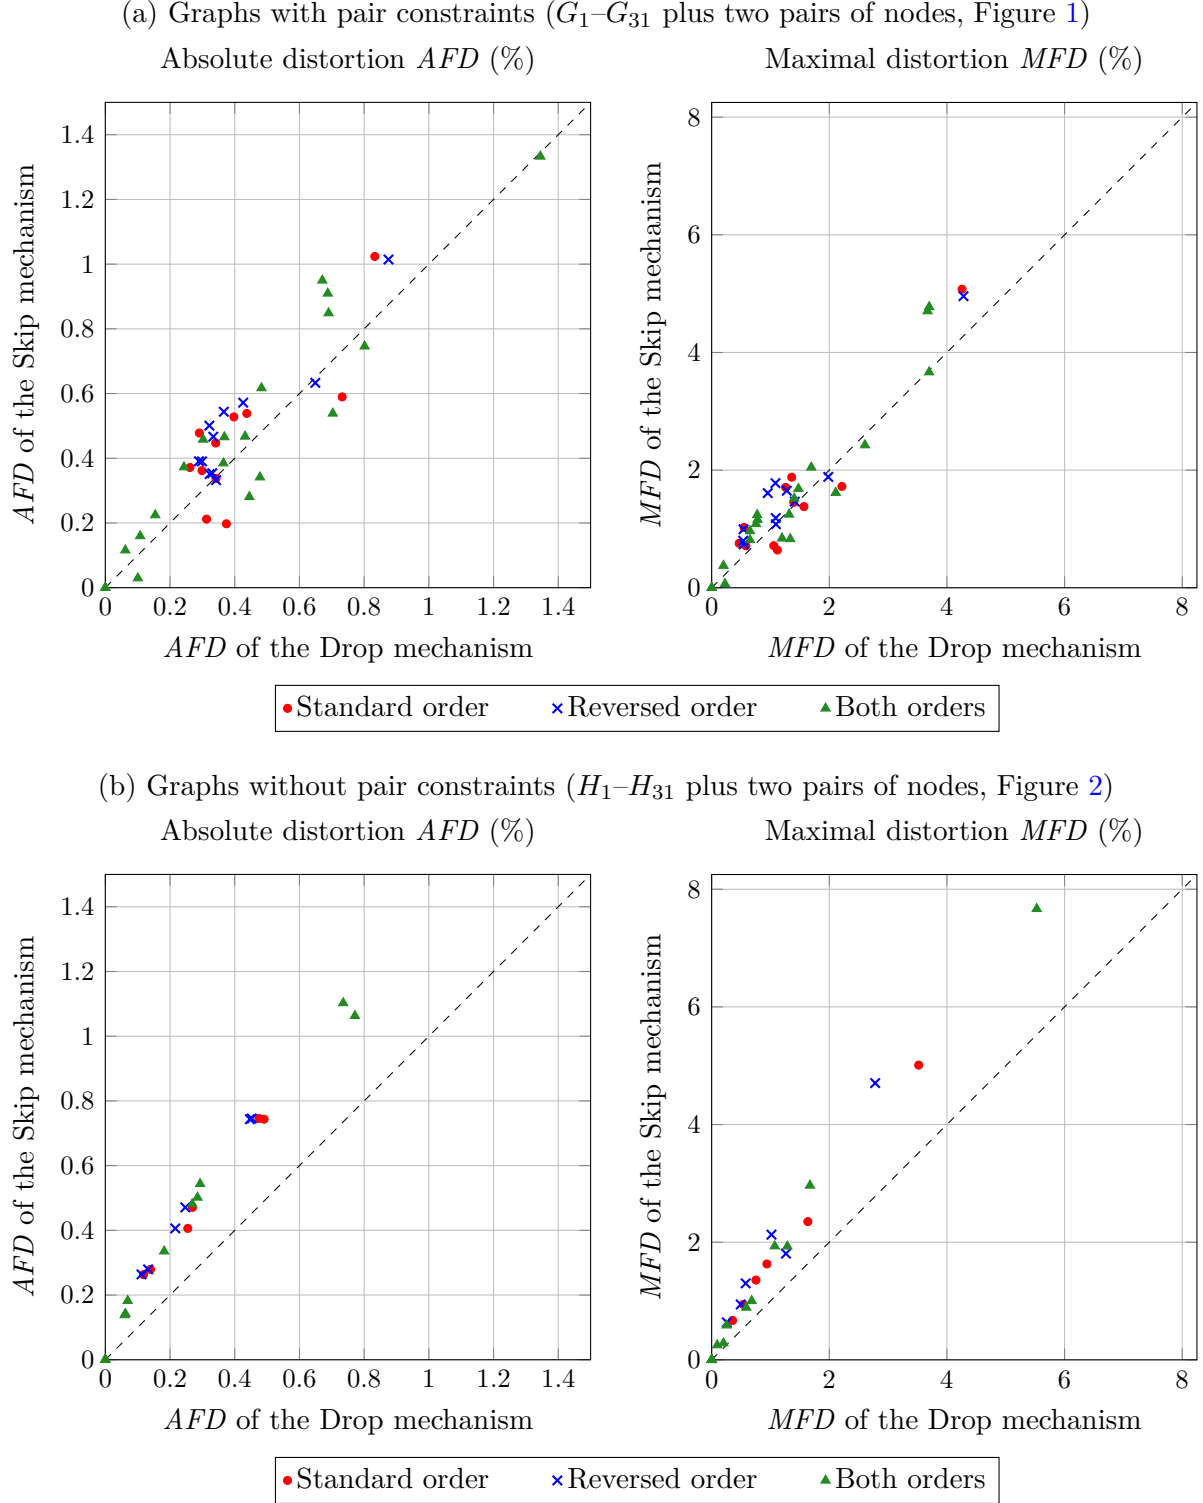 (a) Graphs with pair constraints (G1–G31 plus two pairs of nodes, Figure 1)
Absolute distortion AFD (%)
Maximal distortion MFD (%)
AFD of the Skip mechanism
1.4
1.2
1
0.8
0.6
0.4
0.2
0
0 0.2 0.4 0.6 0.8 1 1.2 1.4
AFD of the Drop mechanism
MFD of the Skip mechanism
8
6
4
2
0
0 2 4 6 8
MFD of the Drop mechanism
Standard order Reversed order Both orders
(b) Graphs without pair constraints (H1–H31 plus two pairs of nodes, Figure 2)
Absolute distortion AFD (%)
Maximal distortion MFD (%)
AFD of the Skip mechanism
1.4
1.2
1
0.8
0.6
0.4
0.2
0
0 0.2 0.4 0.6 0.8 1 1.2 1.4
AFD of the Drop mechanism
MFD of the Skip mechanism
8
6
4
2
0
0 2 4 6 8
MFD of the Drop mechanism
Standard order Reversed order Both orders